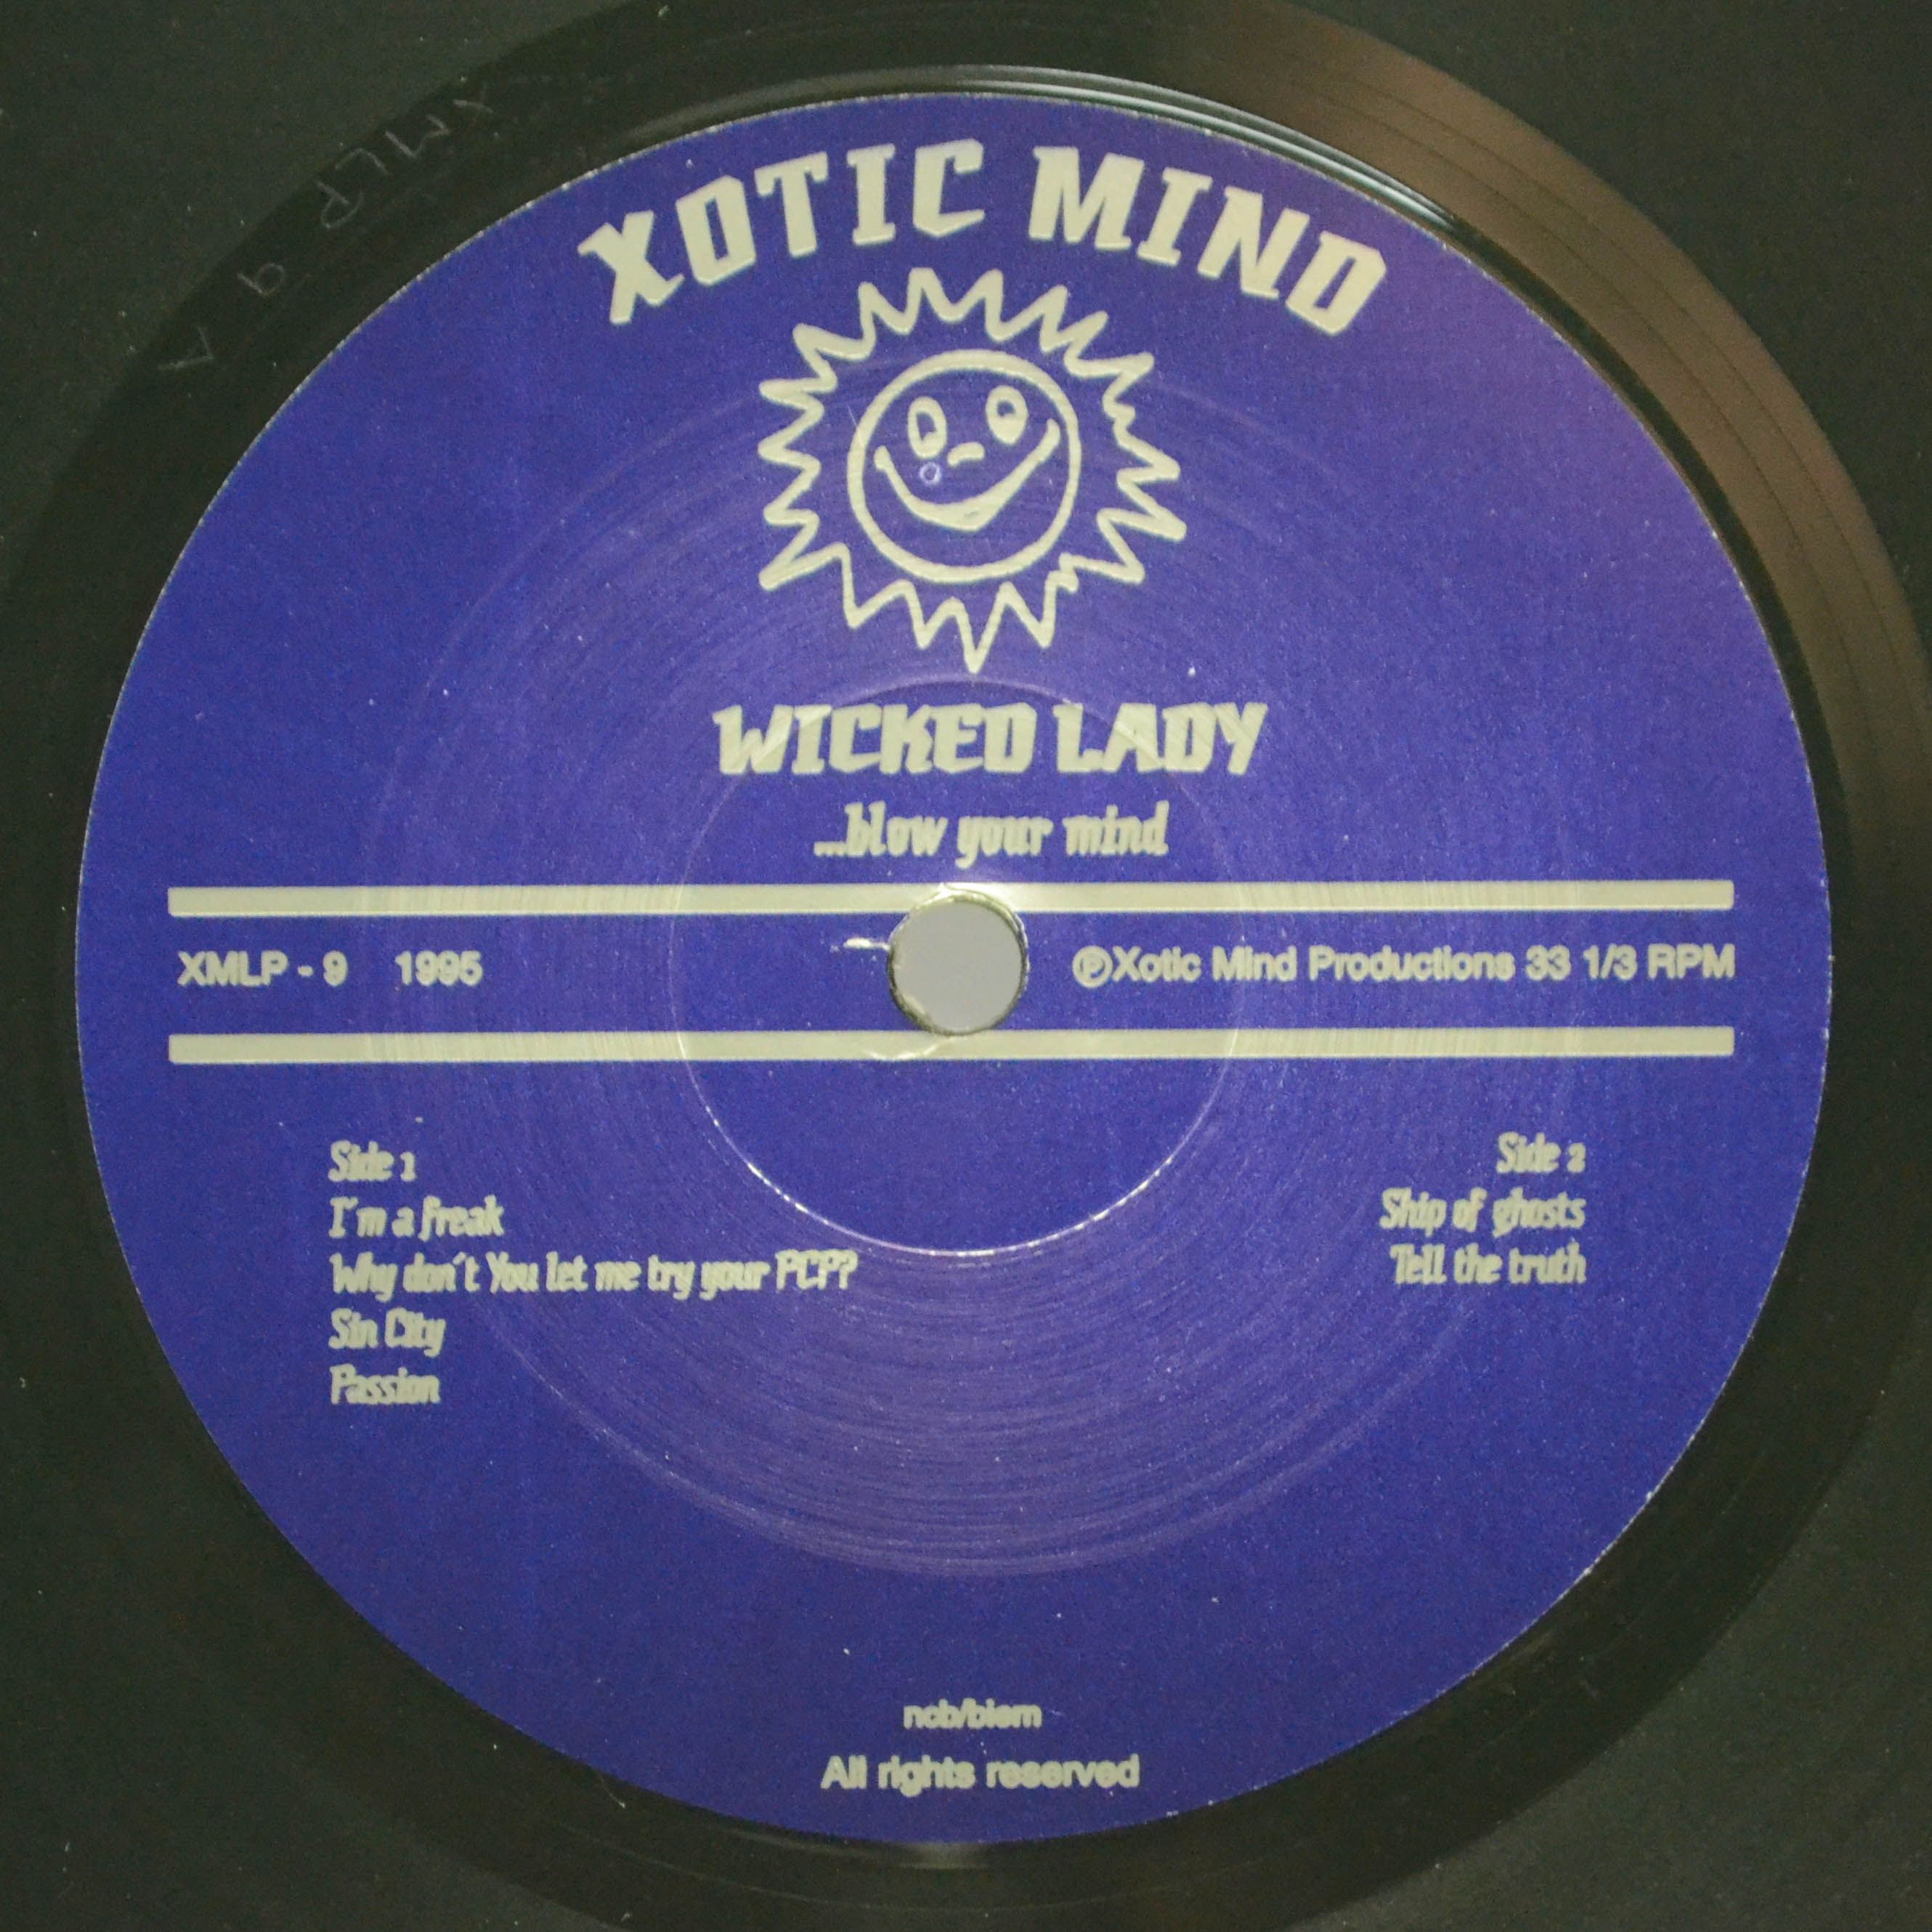 XMLP 9 A
XOTIC MIND
WICKED LADY
...blow your mind
XMLP - 9 1995
℗Xotic Mind Productions 33 1/3 RPM
Side 1
I´m a freak
Why don´t You let me try your PCP?
Sin City
Passion
Side 2
Ship of ghosts
Tell the truth
ncb/biem
All rights reserved